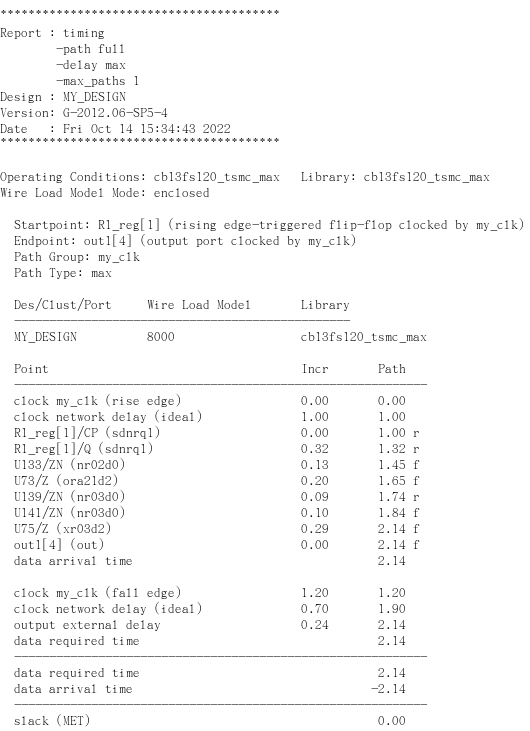 ****************************************
Report : timing
        -path full
        -delay max
        -max_paths 1
Design : MY_DESIGN
Version: G-2012.06-SP5-4
Date   : Fri Oct 14 15:34:43 2022
****************************************
Operating Conditions: cb13fs120_tsmc_max   Library: cb13fs120_tsmc_max
Wire Load Model Mode: enclosed
  Startpoint: R1_reg[1] (rising edge-triggered flip-flop clocked by my_clk)
  Endpoint: out1[4] (output port clocked by my_clk)
  Path Group: my_clk
  Path Type: max
  Des/Clust/Port     Wire Load Model       Library
  ------------------------------------------------
  MY_DESIGN          8000                  cb13fs120_tsmc_max
  Point                                    Incr       Path
  -----------------------------------------------------------
  clock my_clk (rise edge)                 0.00       0.00
  clock network delay (ideal)              1.00       1.00
  R1_reg[1]/CP (sdnrq1)                    0.00       1.00 r
  R1_reg[1]/Q (sdnrq1)                     0.32       1.32 r
  U133/ZN (nr02d0)                         0.13       1.45 f
  U73/Z (ora21d2)                          0.20       1.65 f
  U139/ZN (nr03d0)                         0.09       1.74 r
  U141/ZN (nr03d0)                         0.10       1.84 f
  U75/Z (xr03d2)                           0.29       2.14 f
  out1[4] (out)                            0.00       2.14 f
  data arrival time                                   2.14
  clock my_clk (fall edge)                 1.20       1.20
  clock network delay (ideal)              0.70       1.90
  output external delay                    0.24       2.14
  data required time                                  2.14
  -----------------------------------------------------------
  data required time                                  2.14
  data arrival time                                  -2.14
  -----------------------------------------------------------
  slack (MET)                                         0.00